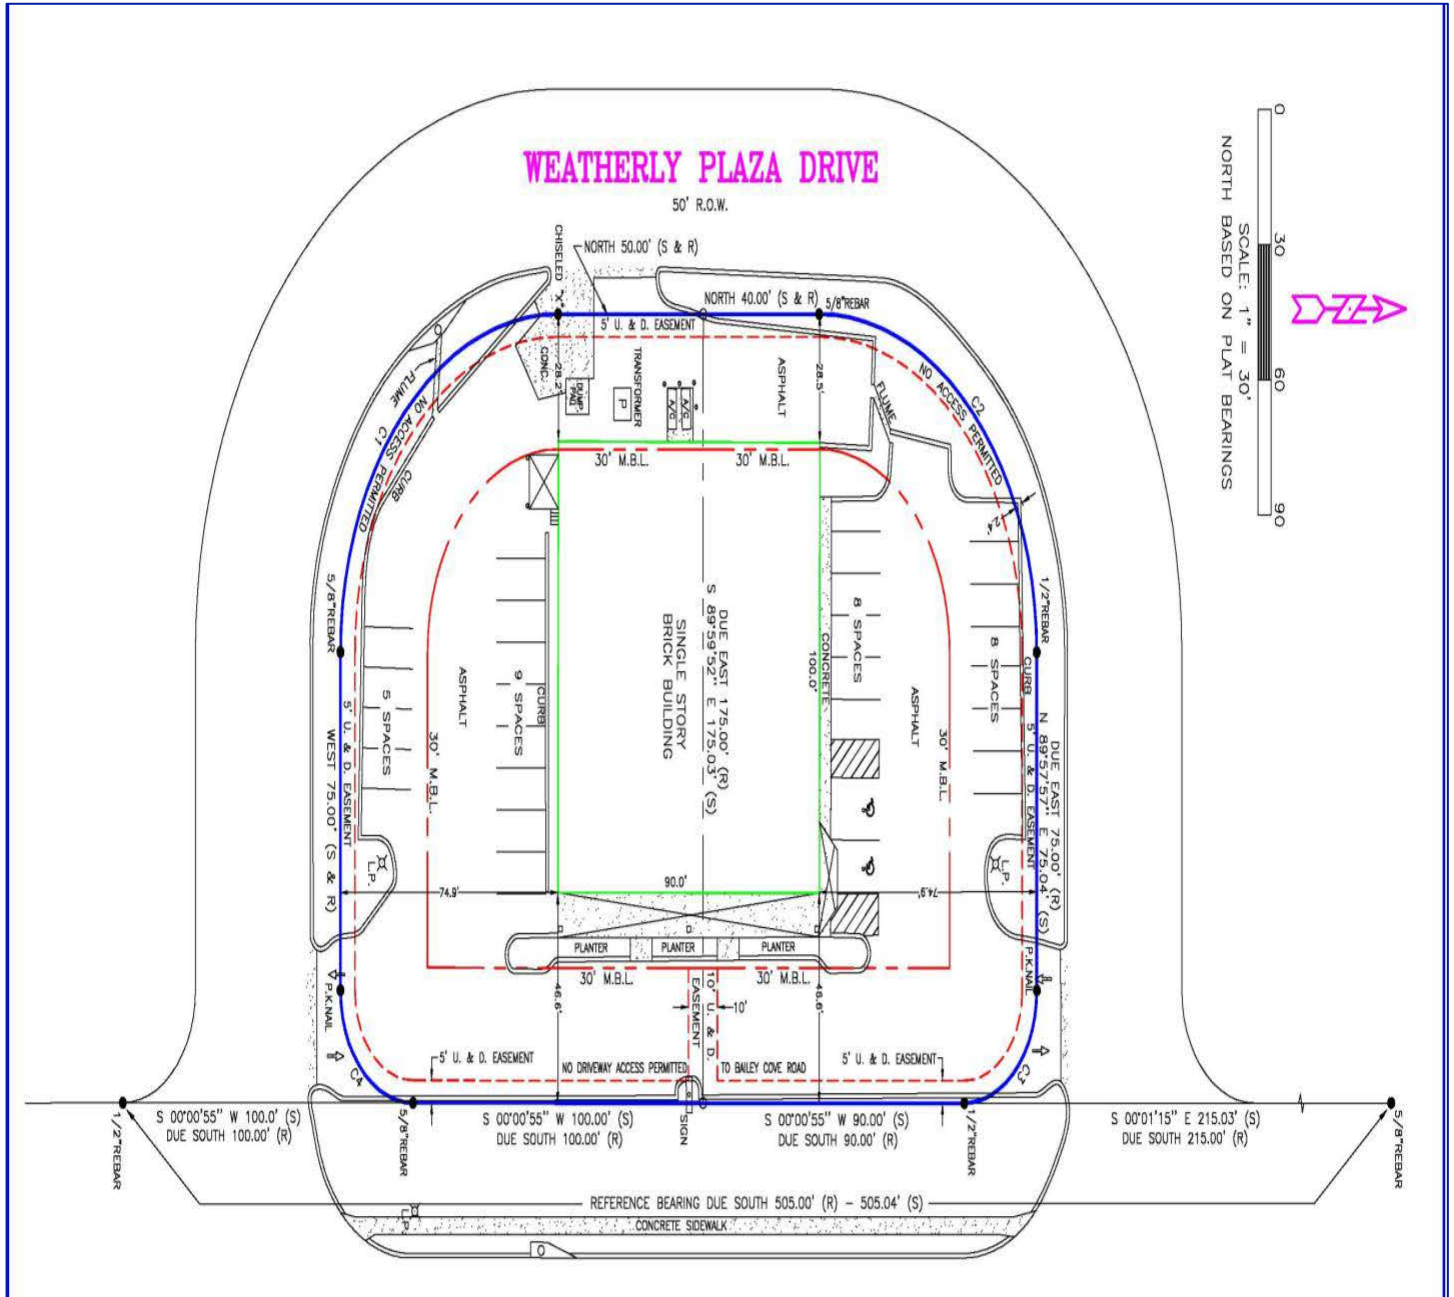 WEATHERLY PLAZA DRIVE
50' R.O.W.
0 30 60 90
SCALE: 1" = 30'
NORTH BASED ON PLAT BEARINGS
N
CHISELED "X"
NORTH 50.00' (S & R)
NORTH 40.00' (S & R)
5/8"REBAR
5' U. & D. EASEMENT
CONC.
28.2'
DUMP.
PAD
TRANSFORMER
P
A/C
A/C
ASPHALT
28.5'
FLUME
NO ACCESS PERMITTED
C2
FLUME
NO ACCESS PERMITTED
C1
CURB
30' M.B.L.
30' M.B.L.
2.4'
5/8"REBAR
1/2"REBAR
5' U. & D. EASEMENT
WEST 75.00' (S & R)
5 SPACES
ASPHALT
30' M.B.L.
9 SPACES
CURB
SINGLE STORY
BRICK BUILDING
DUE EAST 175.00' (R)
S 89°59'52" E 175.03' (S)
100.0'
CONCRETE
8 SPACES
ASPHALT
30' M.B.L.
8 SPACES
CURB
5' U. & D. EASEMENT
N 89°57'57" E 75.04' (S)
DUE EAST 75.00' (R)
L.P.
L.P.
74.9'
90.0'
74.9'
D
PLANTER
PLANTER
PLANTER
30' M.B.L.
30' M.B.L.
P.K.NAIL
P.K.NAIL
46.6'
10' U. & D.
EASEMENT
10'
46.6'
C4
5' U. & D. EASEMENT
NO DRIVEWAY ACCESS PERMITTED
TO BAILEY COVE ROAD
5' U. & D. EASEMENT
C3
1/2"REBAR
S 00°00'55" W 100.0' (S)
DUE SOUTH 100.00' (R)
5/8"REBAR
S 00°00'55" W 100.00' (S)
DUE SOUTH 100.00' (R)
SIGN
S 00°00'55" W 90.00' (S)
DUE SOUTH 90.00' (R)
1/2"REBAR
S 00°01'15" E 215.03' (S)
DUE SOUTH 215.00' (R)
5/8"REBAR
REFERENCE BEARING DUE SOUTH 505.00' (R) - 505.04' (S)
L.P.
CONCRETE SIDEWALK